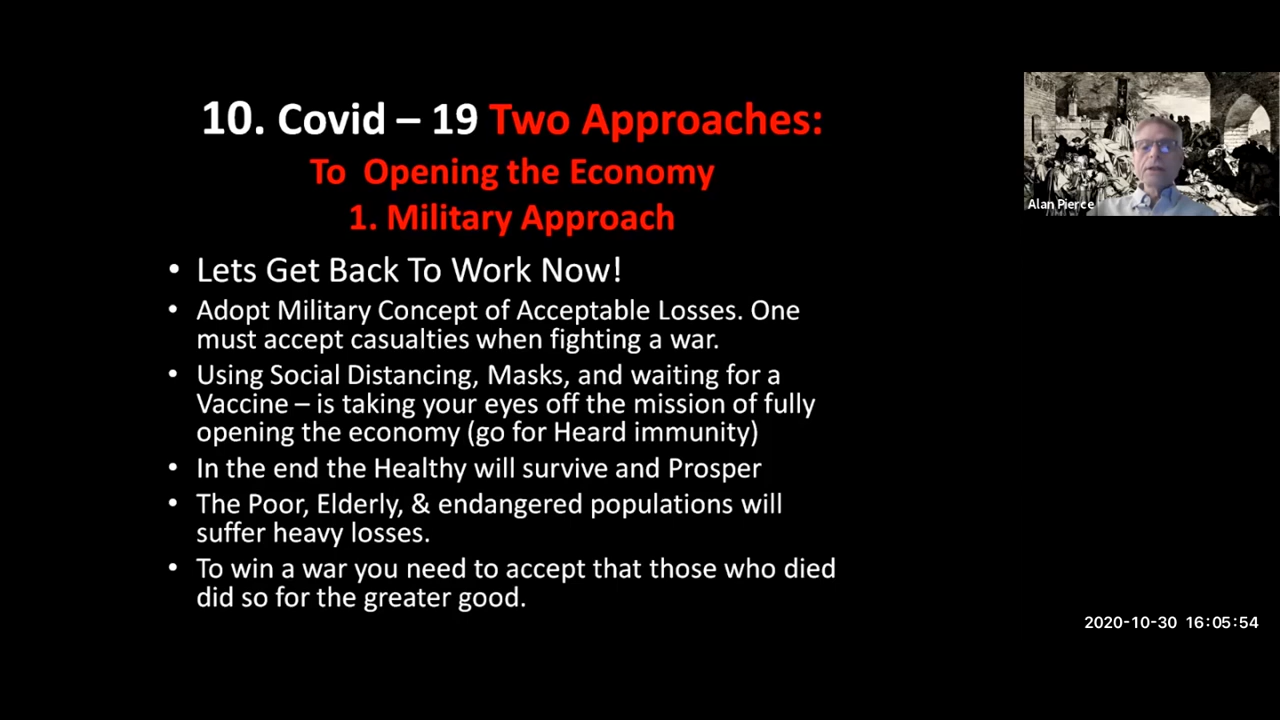 10. Covid – 19 Two Approaches:
To Opening the Economy
1. Military Approach
• Lets Get Back To Work Now!
• Adopt Military Concept of Acceptable Losses. One
must accept casualties when fighting a war.
• Using Social Distancing, Masks, and waiting for a
Vaccine – is taking your eyes off the mission of fully
opening the economy (go for Heard immunity)
• In the end the Healthy will survive and Prosper
• The Poor, Elderly, & endangered populations will
suffer heavy losses.
• To win a war you need to accept that those who died
did so for the greater good.
Alan Pierce
2020-10-30 16:05:54